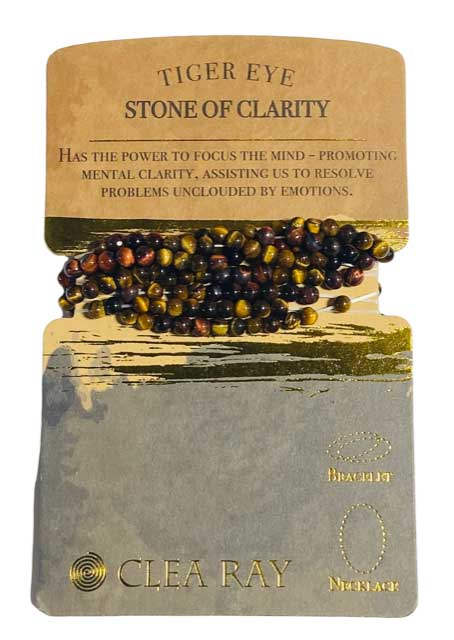 TIGER EYE
STONE OF CLARITY
HAS THE POWER TO FOCUS THE MIND – PROMOTING
MENTAL CLARITY, ASSISTING US TO RESOLVE
PROBLEMS UNCLOUDED BY EMOTIONS.
BRACELET
CLEA RAY
NECKLACE